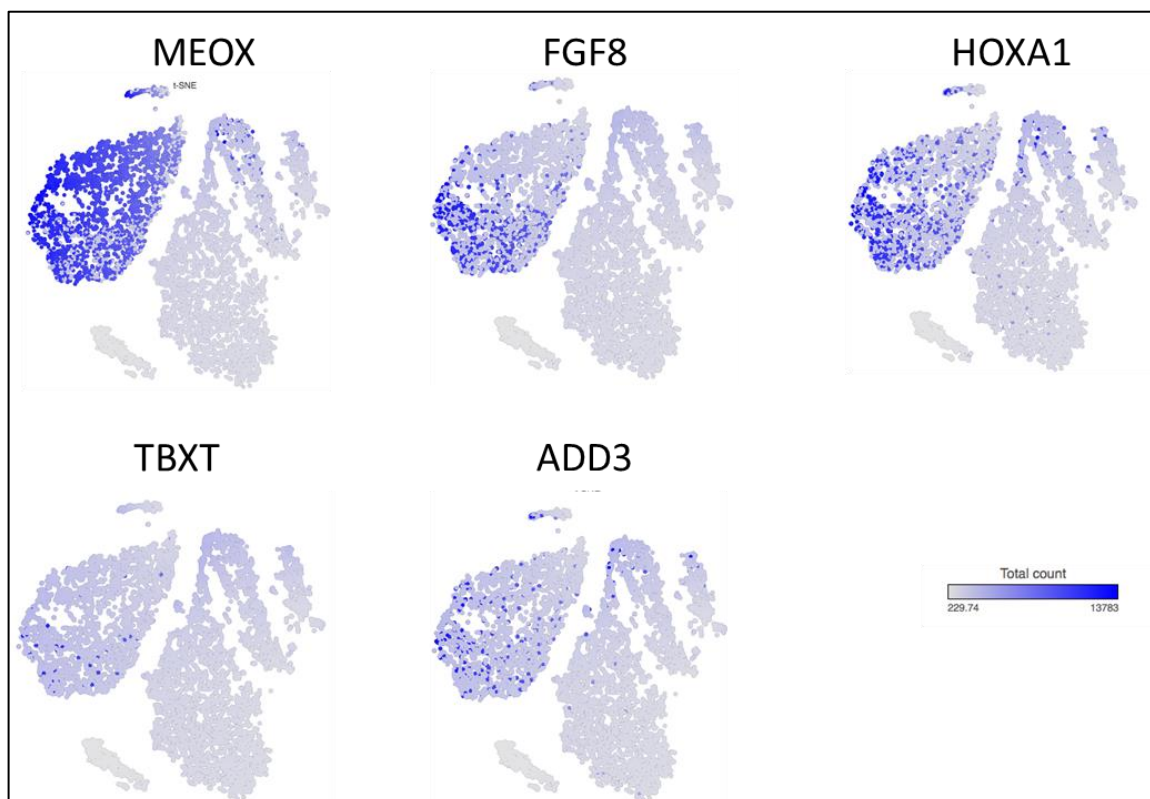 MEOX FGF8 HOXA1
t-SNE
TBXT ADD3
Total count
229.74 13783